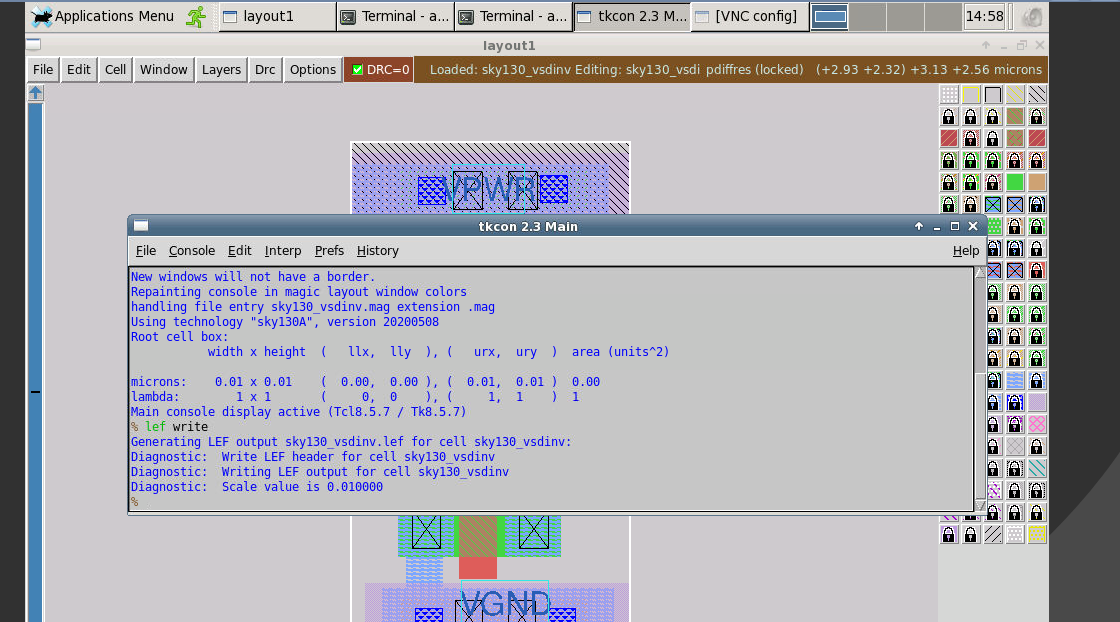 Applications Menu layout1 Terminal - a... Terminal - a... tkcon 2.3 M... [VNC config] 14:58
layout1
File Edit Cell Window Layers Drc Options DRC=0 Loaded: sky130_vsdinv Editing: sky130_vsdi pdiffres (locked) (+2.93 +2.32) +3.13 +2.56 microns
VPWR
tkcon 2.3 Main
File Console Edit Interp Prefs History Help
New windows will not have a border.
Repainting console in magic layout window colors
handling file entry sky130_vsdinv.mag extension .mag
Using technology "sky130A", version 20200508
Root cell box:
width x height ( llx, lly ), ( urx, ury ) area (units^2)
microns: 0.01 x 0.01 ( 0.00, 0.00 ), ( 0.01, 0.01 ) 0.00
lambda: 1 x 1 ( 0, 0 ), ( 1, 1 ) 1
Main console display active (Tcl8.5.7 / Tk8.5.7)
% lef write
Generating LEF output sky130_vsdinv.lef for cell sky130_vsdinv:
Diagnostic: Write LEF header for cell sky130_vsdinv
Diagnostic: Writing LEF output for cell sky130_vsdinv
Diagnostic: Scale value is 0.010000
%
VGND